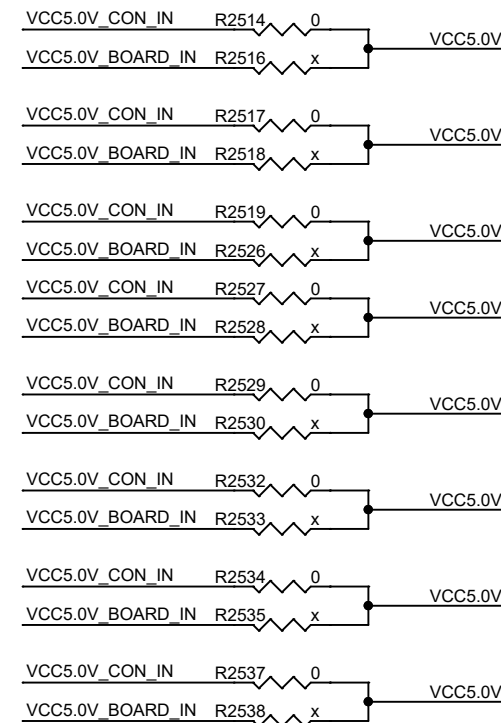 VCC5.0V_CON_IN R2514 0
VCC5.0V
VCC5.0V_BOARD_IN R2516 x
VCC5.0V_CON_IN R2517 0
VCC5.0V
VCC5.0V_BOARD_IN R2518 x
VCC5.0V_CON_IN R2519 0
VCC5.0V
VCC5.0V_BOARD_IN R2526 x
VCC5.0V_CON_IN R2527 0
VCC5.0V
VCC5.0V_BOARD_IN R2528 x
VCC5.0V_CON_IN R2529 0
VCC5.0V
VCC5.0V_BOARD_IN R2530 x
VCC5.0V_CON_IN R2532 0
VCC5.0V
VCC5.0V_BOARD_IN R2533 x
VCC5.0V_CON_IN R2534 0
VCC5.0V
VCC5.0V_BOARD_IN R2535 x
VCC5.0V_CON_IN R2537 0
VCC5.0V
VCC5.0V_BOARD_IN R2538 x